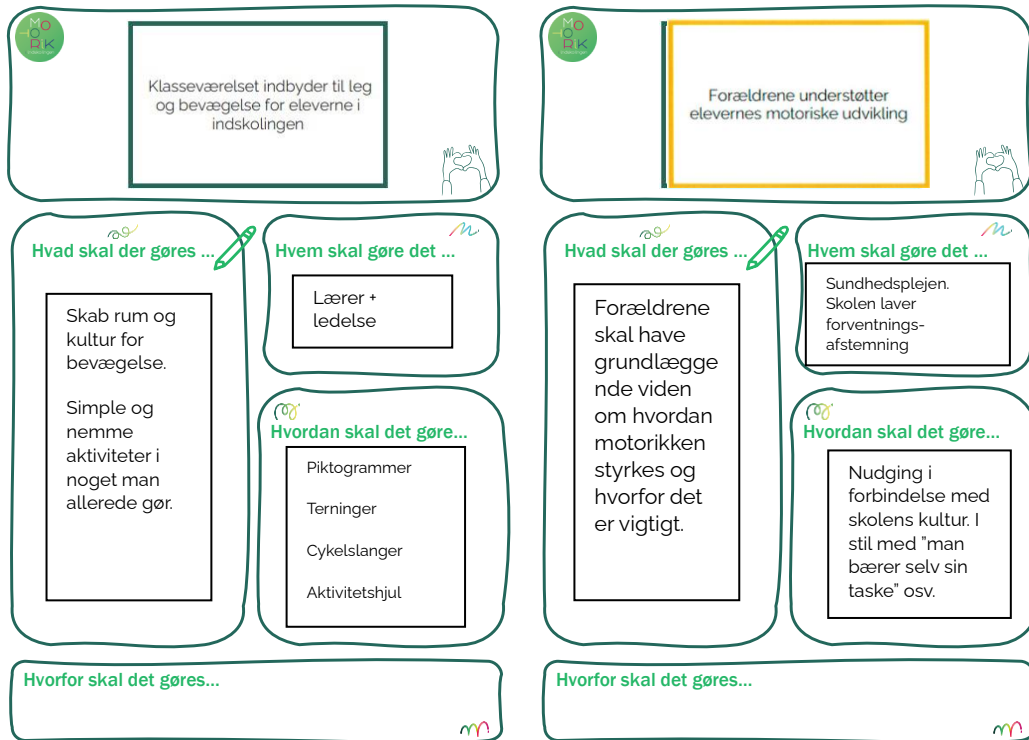 MO
TO
RIK
Klasseværelset indbyder til leg
og bevægelse for eleverne i
indskolingen
Hvad skal der gøres ...
Skab rum og
kultur for
bevægelse.
Simple og
nemme
aktiviteter i
noget man
allerede gør.
Hvem skal gøre det ...
Lærer +
ledelse
Hvordan skal det gøre...
Piktogrammer
Terninger
Cykelslanger
Aktivitetshjul
Hvorfor skal det gøres...
MO
TO
RIK
Forældrene understøtter
elevernes motoriske udvikling
Hvad skal der gøres ...
Forældrene
skal have
grundlægge
nde viden
om hvordan
motorikken
styrkes og
hvorfor det
er vigtigt.
Hvem skal gøre det ...
Sundhedsplejen.
Skolen laver
forventnings-
afstemning
Hvordan skal det gøre...
Nudging i
forbindelse med
skolens kultur. I
stil med ”man
bærer selv sin
taske” osv.
Hvorfor skal det gøres...